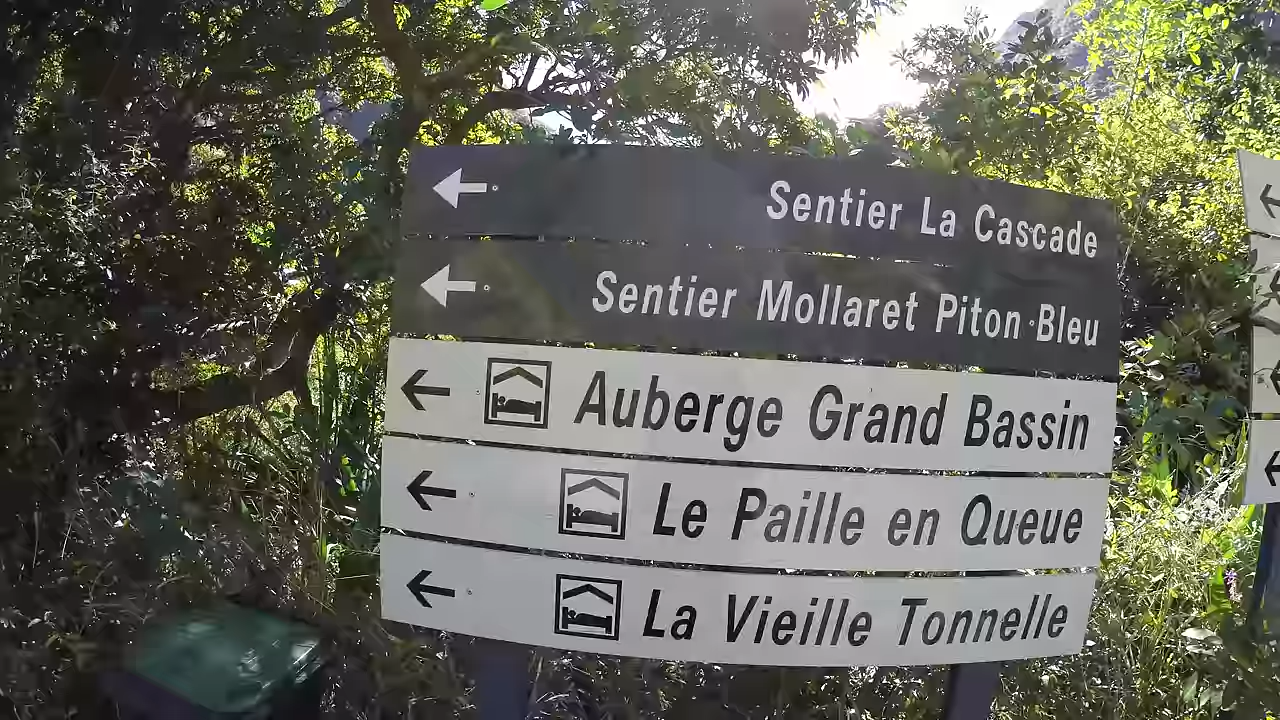 Sentier La Cascade
Sentier Mollaret Piton Bleu
Auberge Grand Bassin
Le Paille en Queue
La Vieille Tonnelle